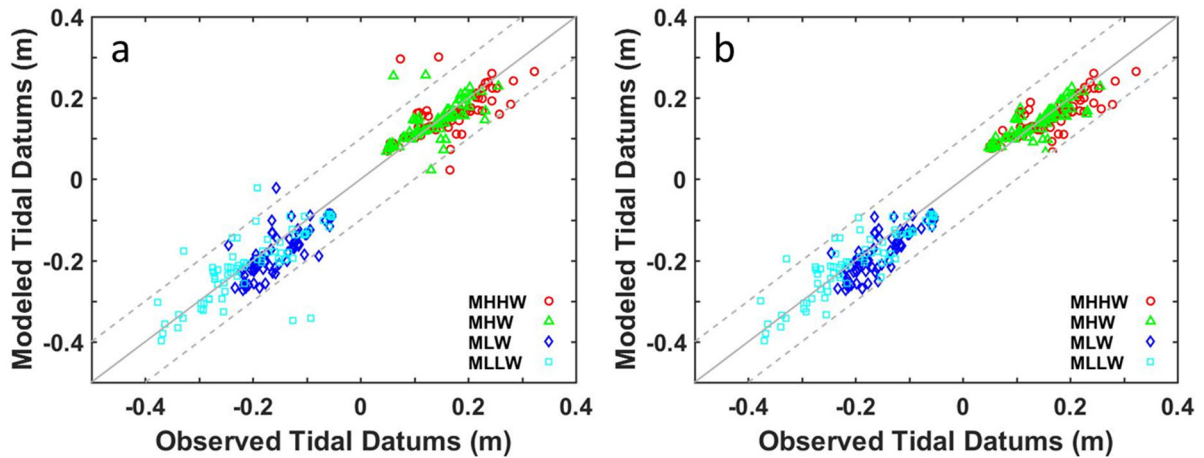 a
Modeled Tidal Datums (m)
0.4
0.2
0
-0.2
-0.4
MHHW
MHW
MLW
MLLW
-0.4 -0.2 0 0.2 0.4
Observed Tidal Datums (m)
b
Modeled Tidal Datums (m)
0.4
0.2
0
-0.2
-0.4
MHHW
MHW
MLW
MLLW
-0.4 -0.2 0 0.2 0.4
Observed Tidal Datums (m)